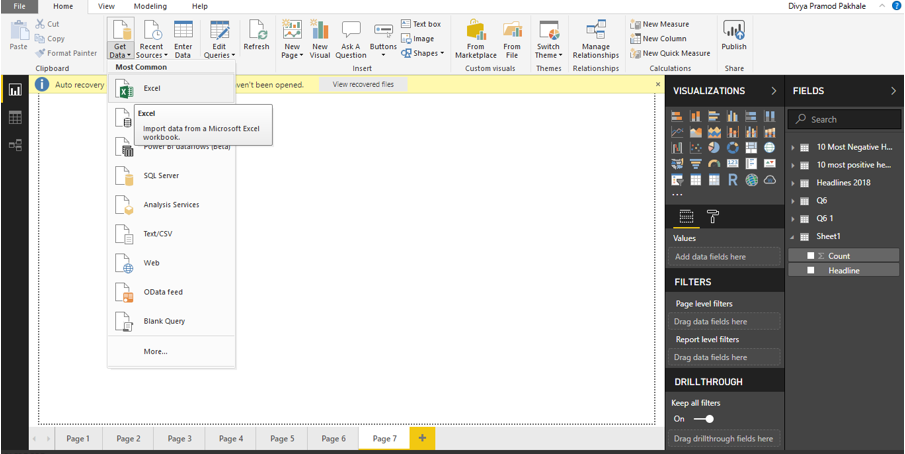 File Home View Modeling Help Divya Pramod Pakhale
Paste
Cut
Copy
Format Painter
Clipboard
Get Data
Recent Sources
Enter Data
Edit Queries
Refresh
New Page
New Visual
Ask A Question
Buttons
Text box
Image
Shapes
Insert
From Marketplace
From File
Custom visuals
Switch Theme
Themes
Manage Relationships
Relationships
New Measure
New Column
New Quick Measure
Calculations
Publish
Share
Most Common
Auto recovery
ven't been opened.
View recovered files
Excel
Excel
Import data from a Microsoft Excel
workbook.
Power BI dataflows (Beta)
SQL Server
Analysis Services
Text/CSV
Web
OData feed
Blank Query
More...
VISUALIZATIONS
R
Values
Add data fields here
FILTERS
Page level filters
Drag data fields here
Report level filters
Drag data fields here
DRILLTHROUGH
Keep all filters
On
Drag drillthrough fields here
FIELDS
Search
10 Most Negative H...
10 most positive he...
Headlines 2018
Q6
Q6 1
Sheet1
Σ Count
Headline
Page 1 Page 2 Page 3 Page 4 Page 5 Page 6 Page 7